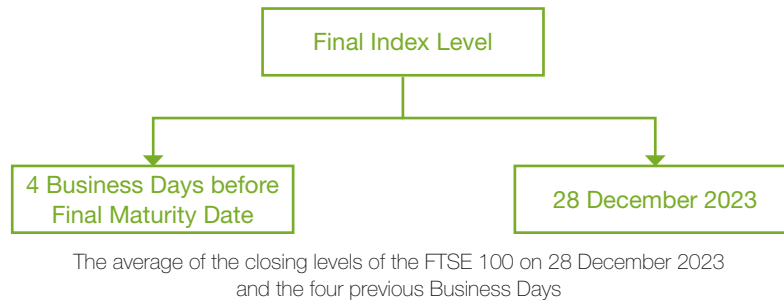 Final Index Level
4 Business Days before
Final Maturity Date
28 December 2023
The average of the closing levels of the FTSE 100 on 28 December 2023
and the four previous Business Days